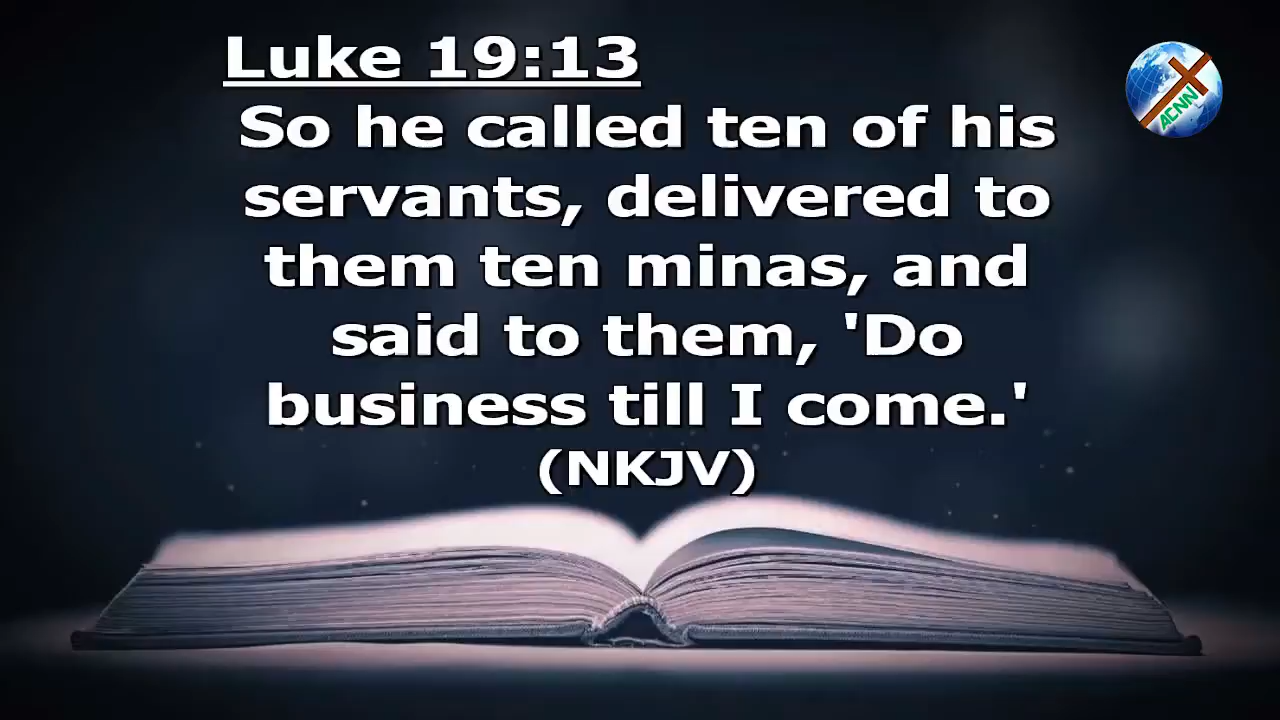 Luke 19:13
So he called ten of his
servants, delivered to
them ten minas, and
said to them, 'Do
business till I come.'
(NKJV)
ACNN